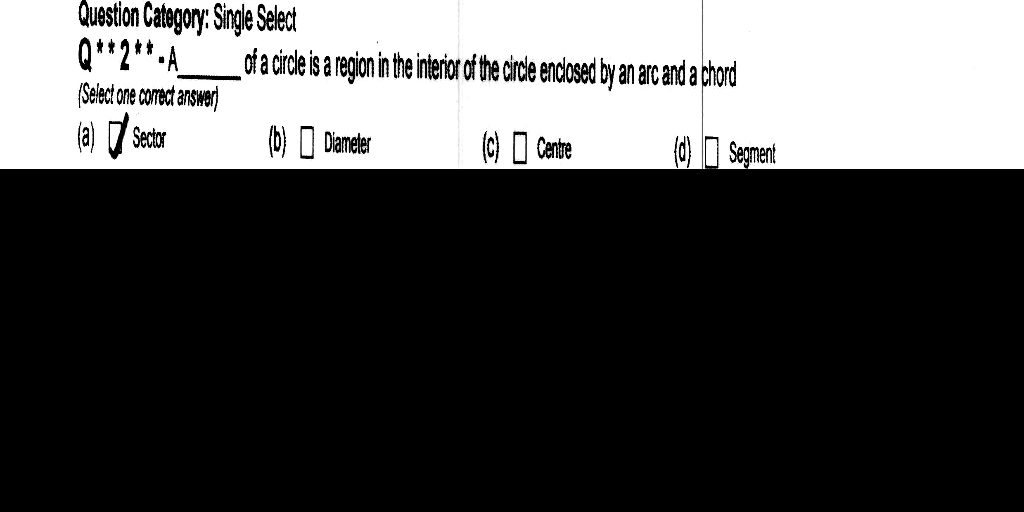 Question Category: Single Select
Q**2**-A______ of a circle is a region in the interior of the circle enclosed by an arc and a chord
(Select one correct answer)
(a) ☑ Sector (b) ☐ Diameter (c) ☐ Centre (d) ☐ Segment